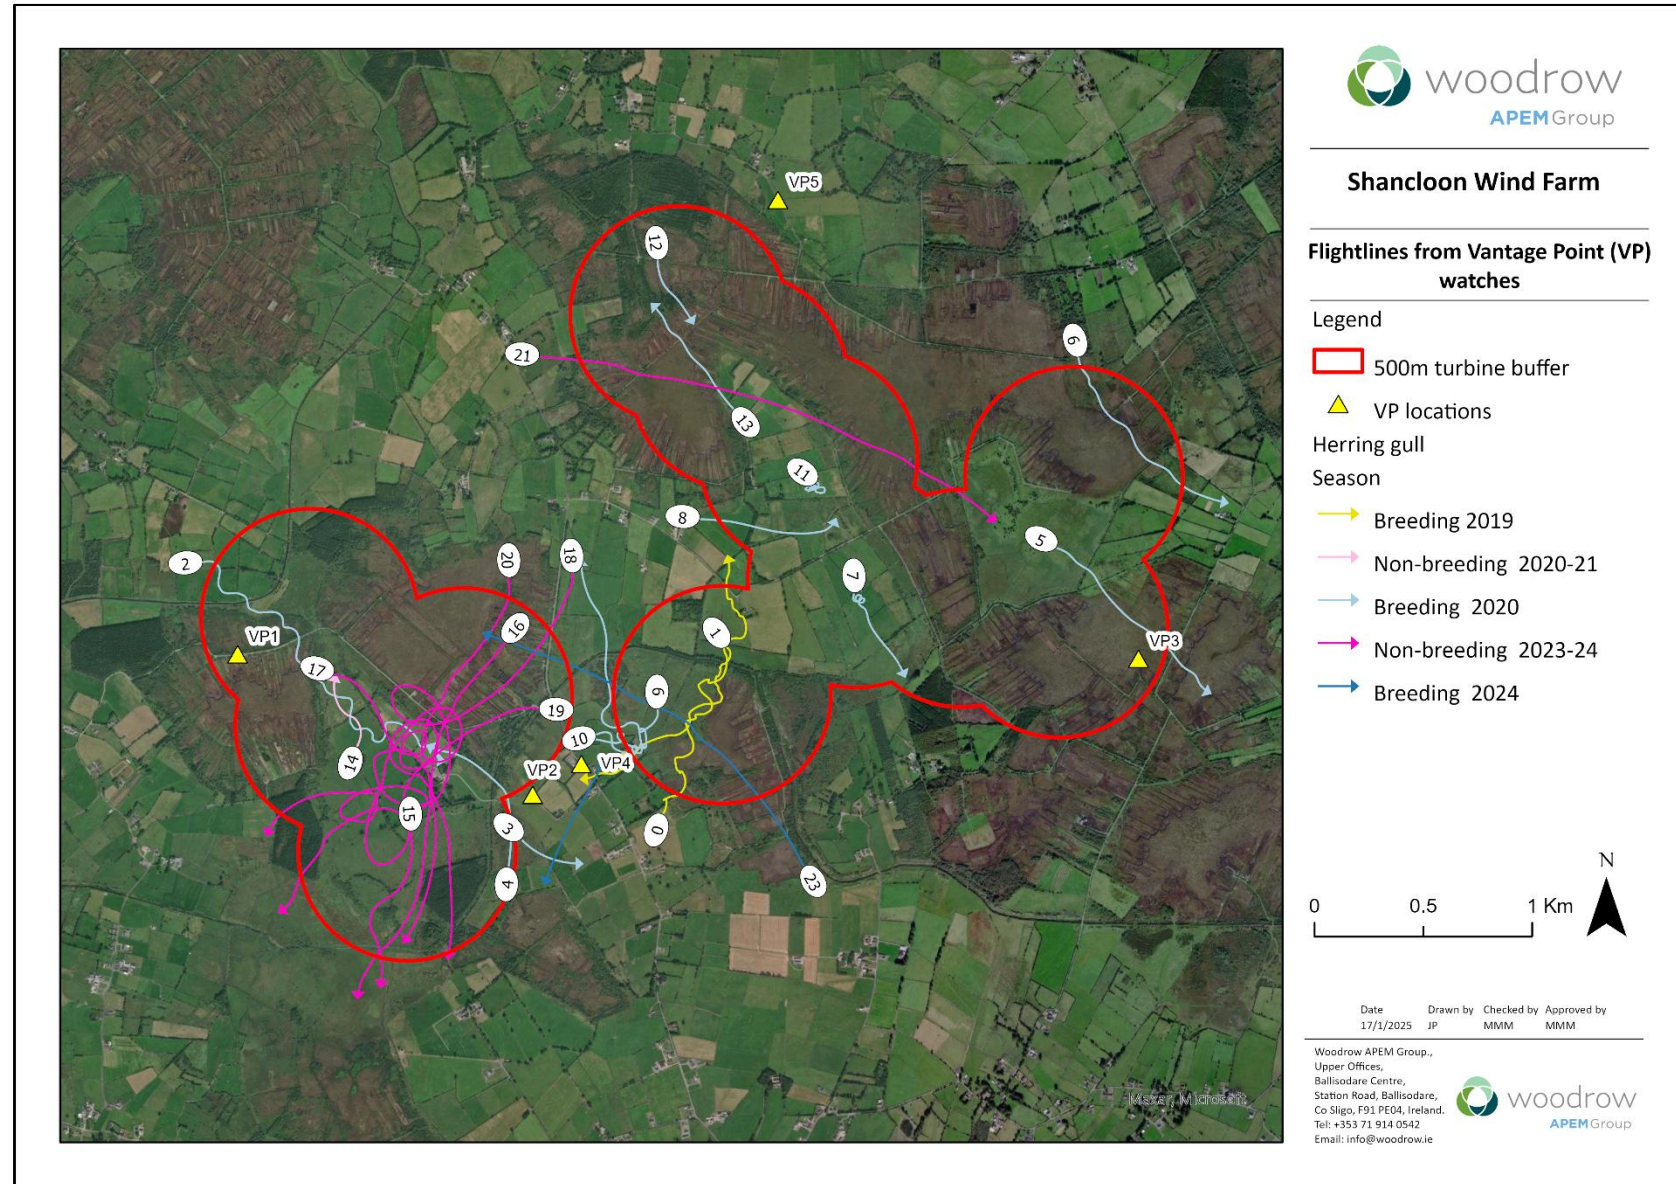 woodrow
APEMGroup
Shancloon Wind Farm
Flightlines from Vantage Point (VP)
watches
Legend
500m turbine buffer
VP locations
Herring gull
Season
Breeding 2019
Non-breeding 2020-21
Breeding 2020
Non-breeding 2023-24
Breeding 2024
N
0 0.5 1 Km
Date Drawn by Checked by Approved by
17/1/2025 JP MMM MMM
Woodrow APEM Group.,
Upper Offices,
Ballisodare Centre,
Station Road, Ballisodare,
Co Sligo, F91 PE04, Ireland.
Tel: +353 71 914 0542
Email: info@woodrow.ie
woodrow
APEMGroup
VP5
12
21
6
13
11
8
5
2
20
18
7
VP1
16
1
VP3
17
9
19
10
14
VP2
VP4
15
3
0
4
23
Maxar, Microsoft